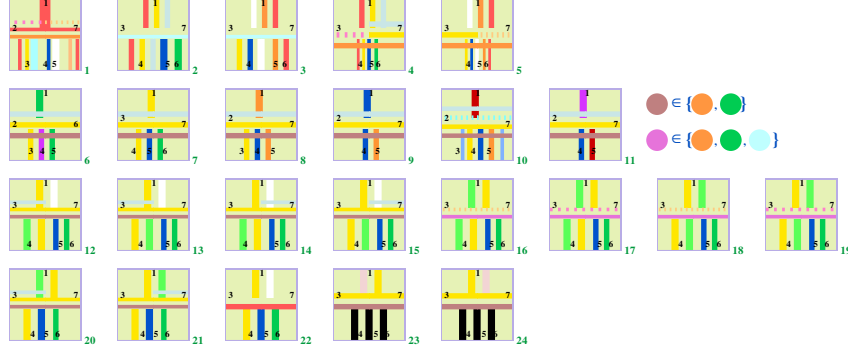 1 1 1 1 1
2 7 3 7 3 7 3 7 3 7
3 4 5 1 4 5 6 2 4 5 3 4 5 6 4 5 6 5
1 1 1 1 1 1
2 6 3 7 3 7 3 7 2 7 3 7
3 4 5 6 4 5 6 7 3 4 5 8 4 5 9 3 4 5 6 10 4 5 11 ∈ { , }
∈ { , , }
1 1 1 1 1 1 1 1
3 7 3 7 3 7 3 7 3 7 3 7 3 7 3 7
4 5 6 12 4 5 6 13 4 5 6 14 4 5 6 15 4 5 6 16 4 5 6 17 4 5 6 18 4 5 6 19
1 1 1 1 1
3 7 3 7 3 7 3 7 3 7
4 5 6 20 4 5 6 21 4 5 6 22 4 5 6 23 4 5 6 24